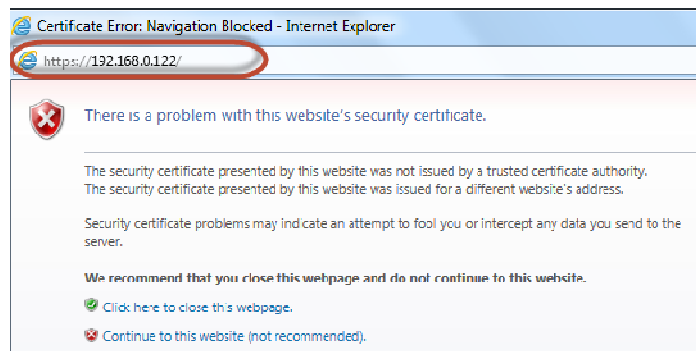 Certificate Error: Navigation Blocked - Internet Explorer
https://192.168.0.122/
There is a problem with this website's security certificate.
The security certificate presented by this website was not issued by a trusted certificate authority.
The security certificate presented by this website was issued for a different website's address.
Security certificate problems may indicate an attempt to fool you or intercept any data you send to the
server.
We recommend that you close this webpage and do not continue to this website.
Click here to close this webpage.
Continue to this website (not recommended).